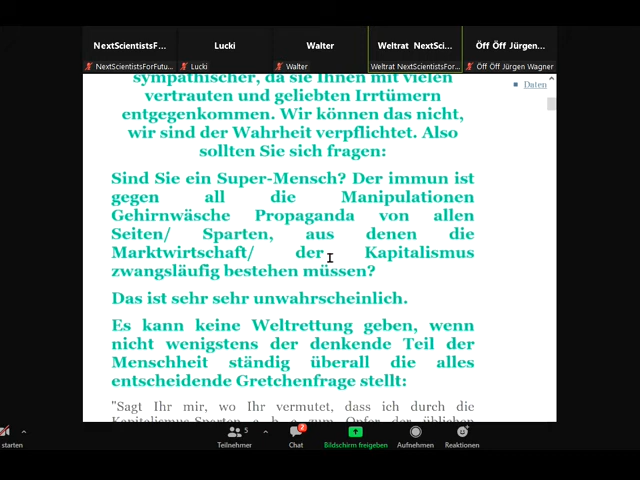 NextScientistsF...
Lucki
Walter
Weltrat NextSci...
Öff Öff Jürgen...
NextScientistsForFutu...
Lucki
Walter
Weltrat NextScientistsFor...
Öff Öff Jürgen Wagner
sympathischer, da sie Ihnen mit vielen
vertrauten und geliebten Irrtümern
entgegenkommen. Wir können das nicht,
wir sind der Wahrheit verpflichtet. Also
sollten Sie sich fragen:
Daten
Sind Sie ein Super-Mensch? Der immun ist
gegen all die Manipulationen
Gehirnwäsche Propaganda von allen
Seiten/ Sparten, aus denen die
Marktwirtschaft/ der Kapitalismus
zwangsläufig bestehen müssen?
Das ist sehr sehr unwahrscheinlich.
Es kann keine Weltrettung geben, wenn
nicht wenigstens der denkende Teil der
Menschheit ständig überall die alles
entscheidende Gretchenfrage stellt:
"Sagt Ihr mir, wo Ihr vermutet, dass ich durch die
Kapitalismus-Sparten a b c zum Opfer der üblichen
starten
Teilnehmer
5
Chat
2
Bildschirm freigeben
Aufnehmen
Reaktionen